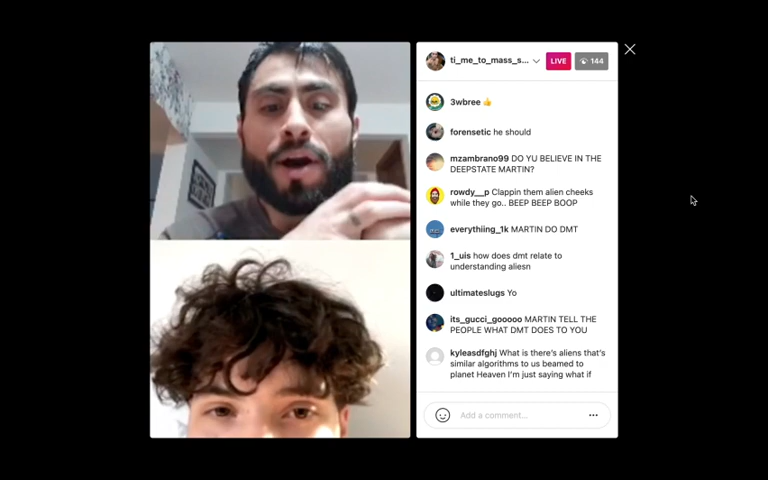 ti_me_to_mass_s...
LIVE
144
3wbree 👍
forensetic he should
mzambrano99 DO YU BELIEVE IN THE
DEEPSTATE MARTIN?
rowdy__p Clappin them alien cheeks
while they go.. BEEP BEEP BOOP
everythiing_1k MARTIN DO DMT
1_uis how does dmt relate to
understanding aliesn
ultimateslugs Yo
its_gucci_gooooo MARTIN TELL THE
PEOPLE WHAT DMT DOES TO YOU
kyleasdfghj What is there's aliens that's
similar algorithms to us beamed to
planet Heaven I'm just saying what if
Add a comment...